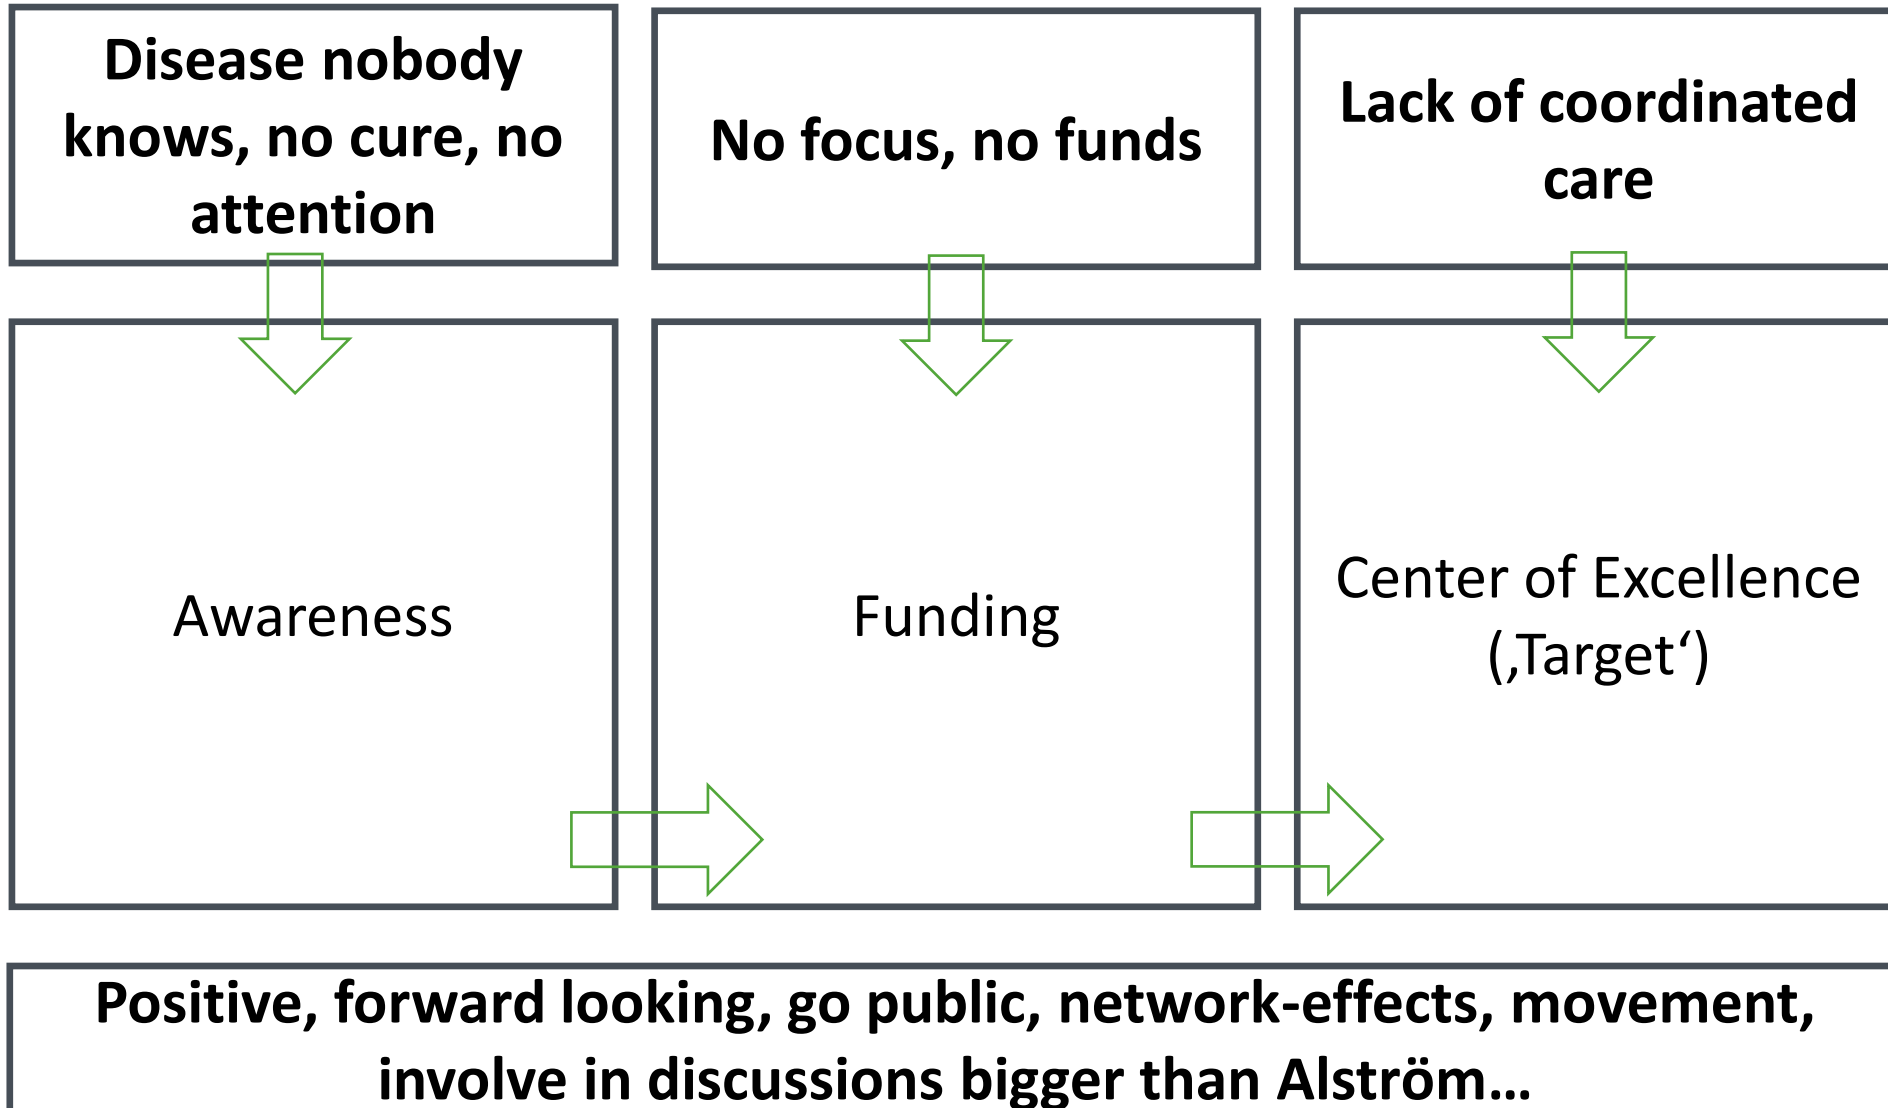 Disease nobody
knows, no cure, no
attention
No focus, no funds
Lack of coordinated
care
Awareness
Funding
Center of Excellence
(‚Target‘)
Positive, forward looking, go public, network-effects, movement,
involve in discussions bigger than Alström…